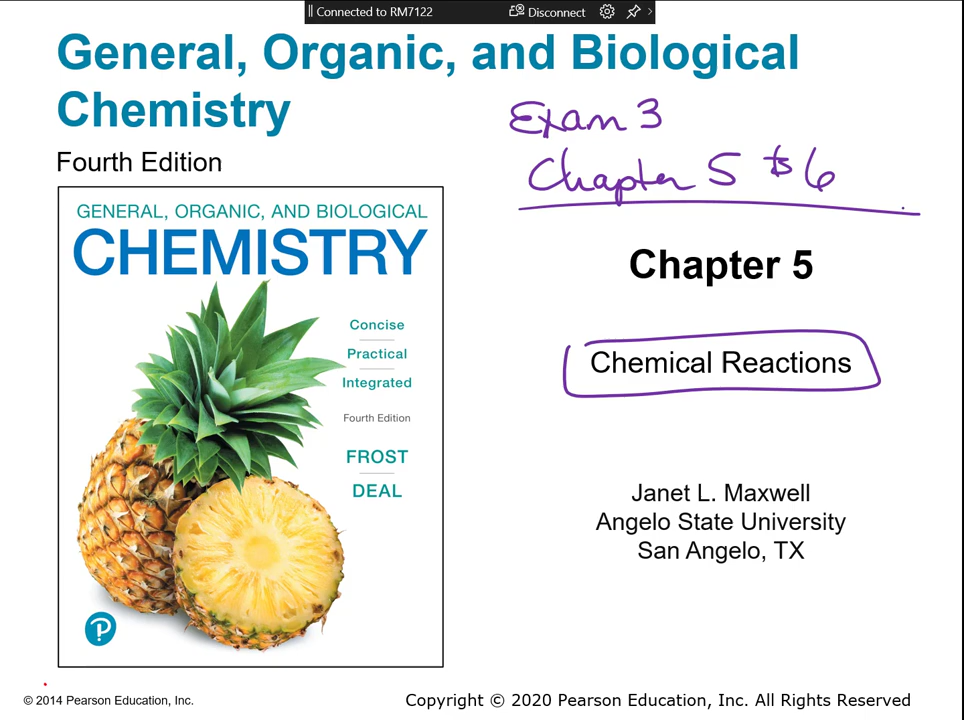 Connected to RM7122 Disconnect
General, Organic, and Biological
Chemistry
Fourth Edition
Exam 3
Chapter 5 & 6
GENERAL, ORGANIC, AND BIOLOGICAL
CHEMISTRY
Concise
Practical
Integrated
Fourth Edition
FROST
DEAL
P
Chapter 5
Chemical Reactions
Janet L. Maxwell
Angelo State University
San Angelo, TX
© 2014 Pearson Education, Inc.
Copyright © 2020 Pearson Education, Inc. All Rights Reserved